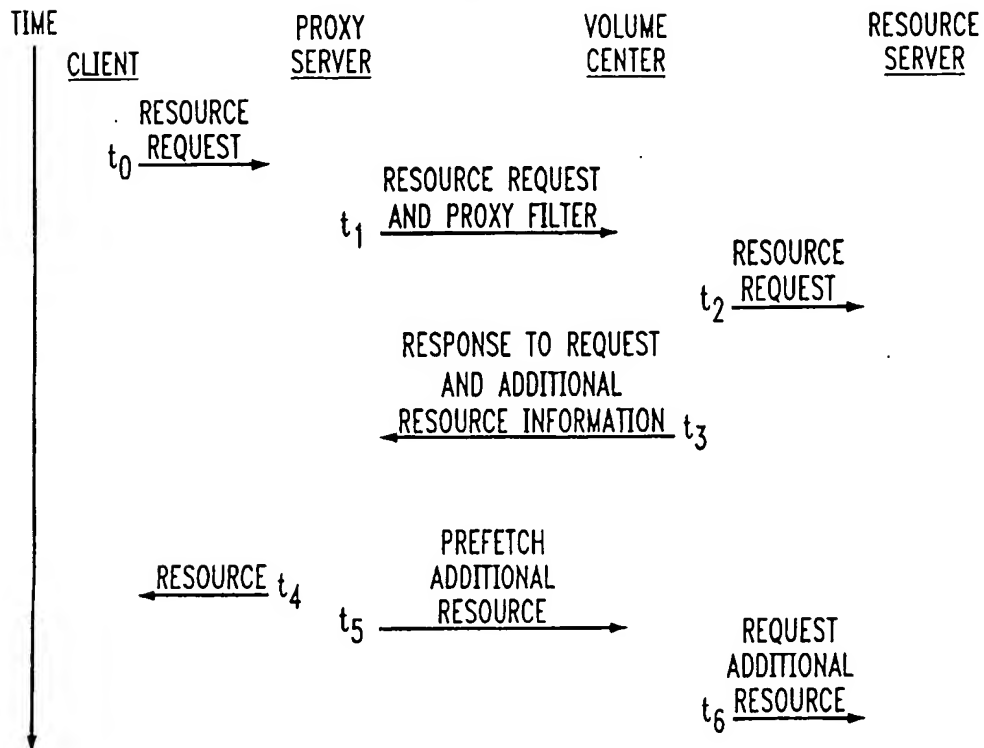 TIME
CLIENT
PROXY
SERVER
VOLUME
CENTER
RESOURCE
SERVER
RESOURCE
REQUEST
t0
RESOURCE REQUEST
AND PROXY FILTER
t1
RESOURCE
REQUEST
t2
RESPONSE TO REQUEST
AND ADDITIONAL
RESOURCE INFORMATION
t3
RESOURCE t4
PREFETCH
ADDITIONAL
RESOURCE
t5
REQUEST
ADDITIONAL
RESOURCE
t6